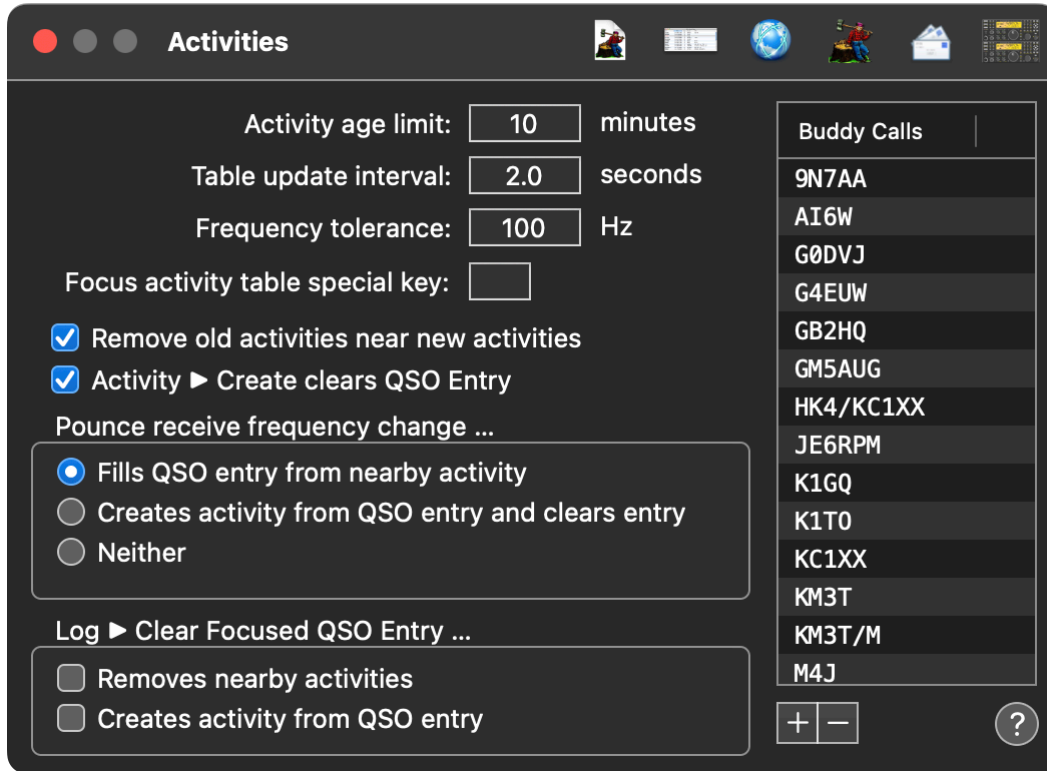 Activities
Activity age limit: 10 minutes
Table update interval: 2.0 seconds
Frequency tolerance: 100 Hz
Focus activity table special key:
Remove old activities near new activities
Activity ▶ Create clears QSO Entry
Pounce receive frequency change ...
Fills QSO entry from nearby activity
Creates activity from QSO entry and clears entry
Neither
Log ▶ Clear Focused QSO Entry ...
Removes nearby activities
Creates activity from QSO entry
Buddy Calls
9N7AA
AI6W
G0DVJ
G4EUW
GB2HQ
GM5AUG
HK4/KC1XX
JE6RPM
K1GQ
K1TO
KC1XX
KM3T
KM3T/M
M4J
+ −
?